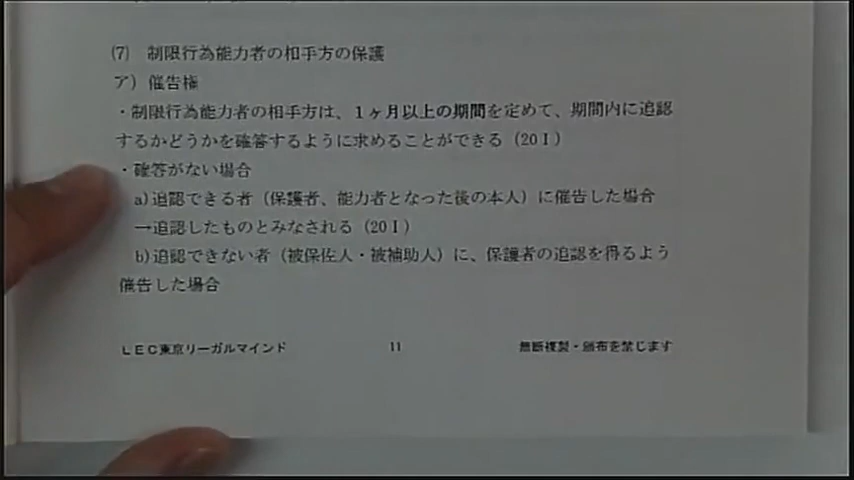 (7) 制限行為能力者の相手方の保護
ア）催告権
・制限行為能力者の相手方は、１ヶ月以上の期間を定めて、期間内に追認
するかどうかを確答するように求めることができる（20Ⅰ）
・確答がない場合
a)追認できる者（保護者、能力者となった後の本人）に催告した場合
→追認したものとみなされる（20Ⅰ）
b)追認できない者（被保佐人・被補助人）に、保護者の追認を得るよう
催告した場合
ＬＥＣ東京リーガルマインド
11
無断複製・頒布を禁じます